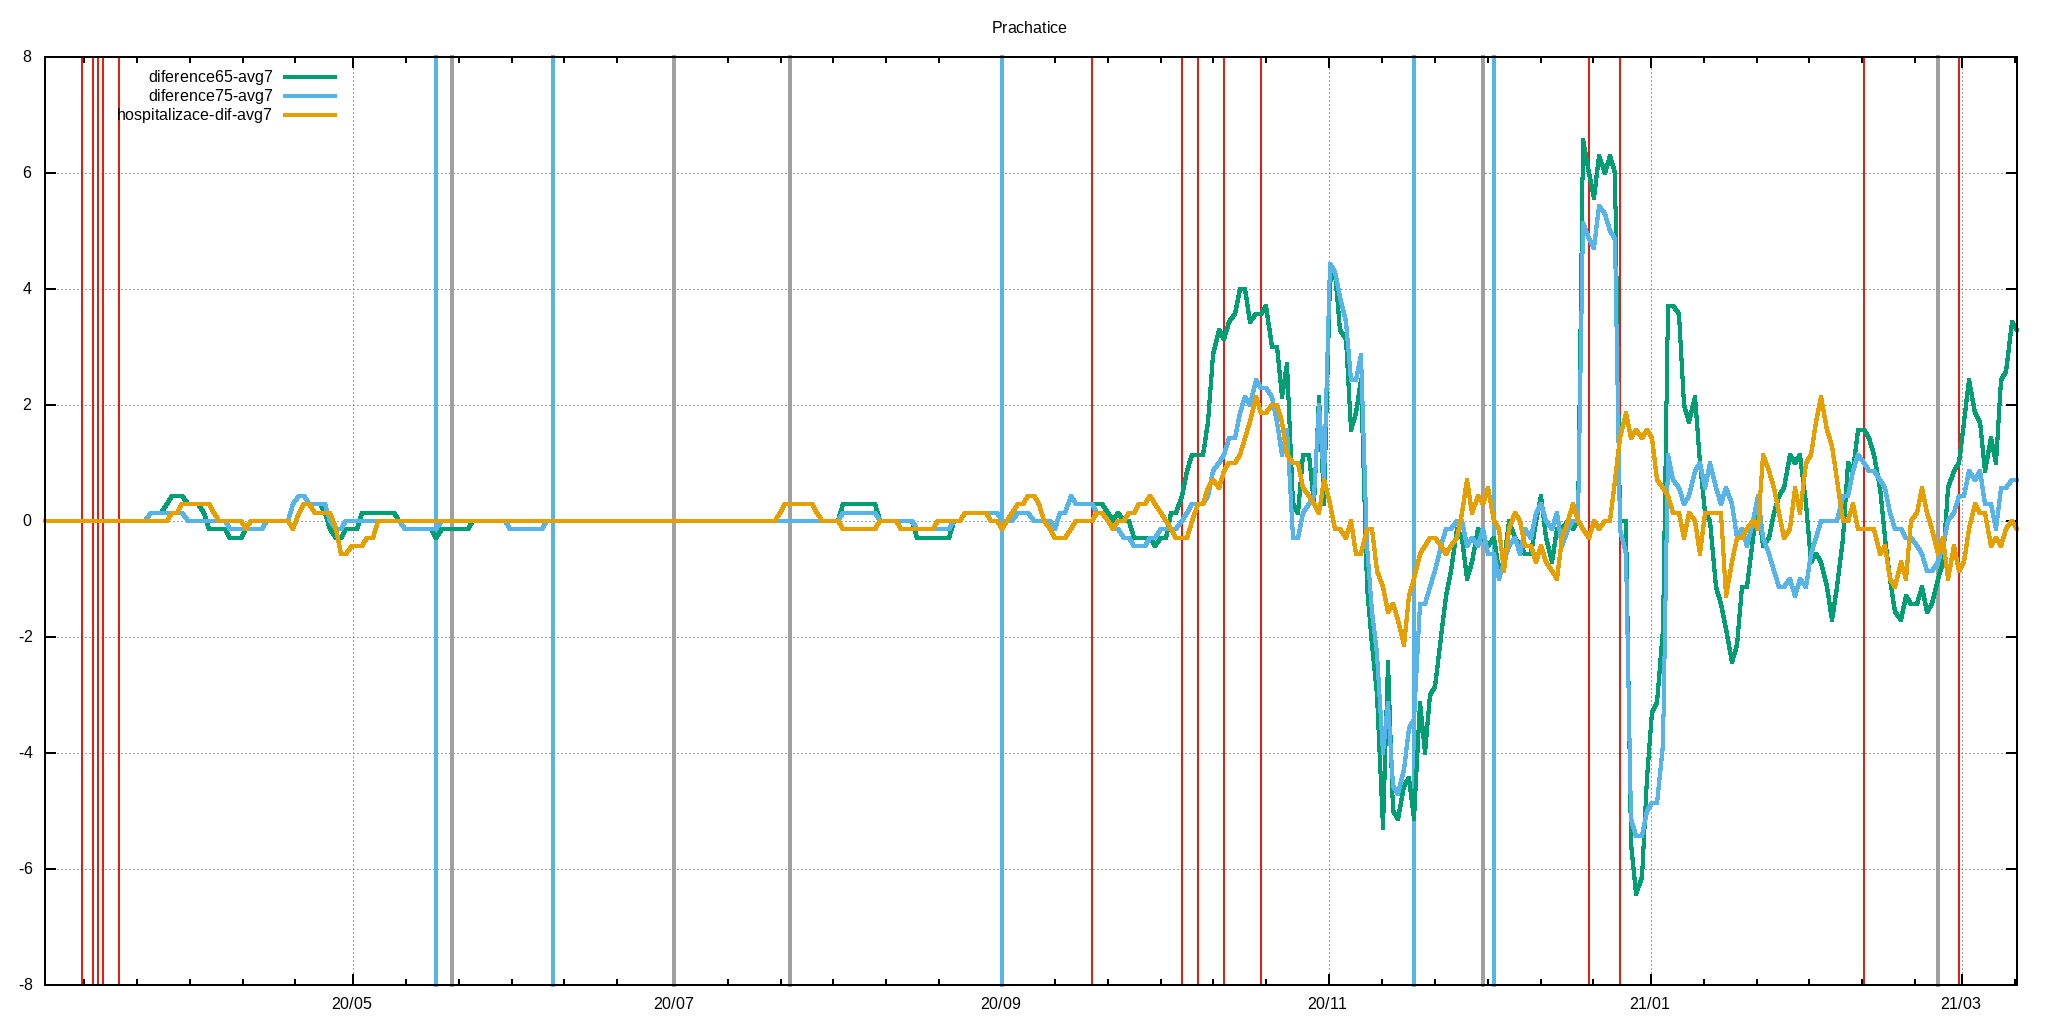 Prachatice
8
diference65-avg7
diference75-avg7
hospitalizace-dif-avg7
6
4
2
0
-2
-4
-6
-8
20/05 20/07 20/09 20/11 21/01 21/03